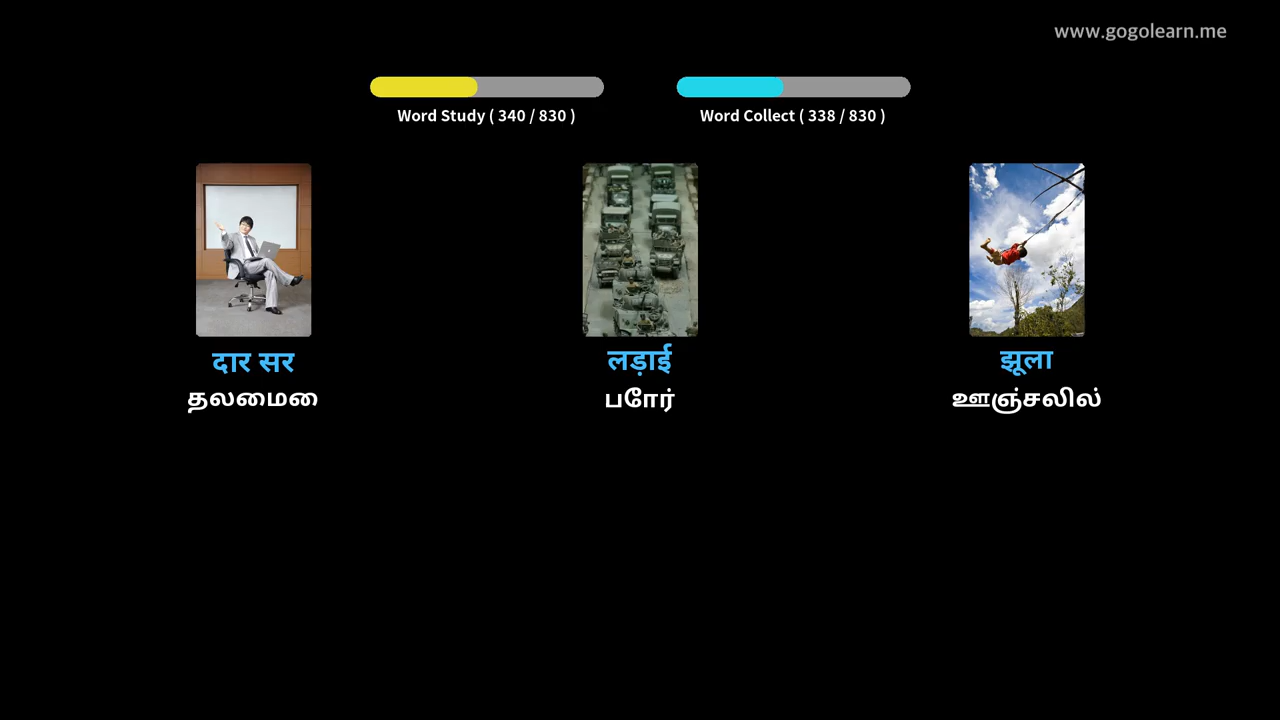 www.gogolearn.me
Word Study ( 340 / 830 )
Word Collect ( 338 / 830 )
दार सर
लड़ाई
झूला
தலைமை
போர்
ஊஞ்சலில்